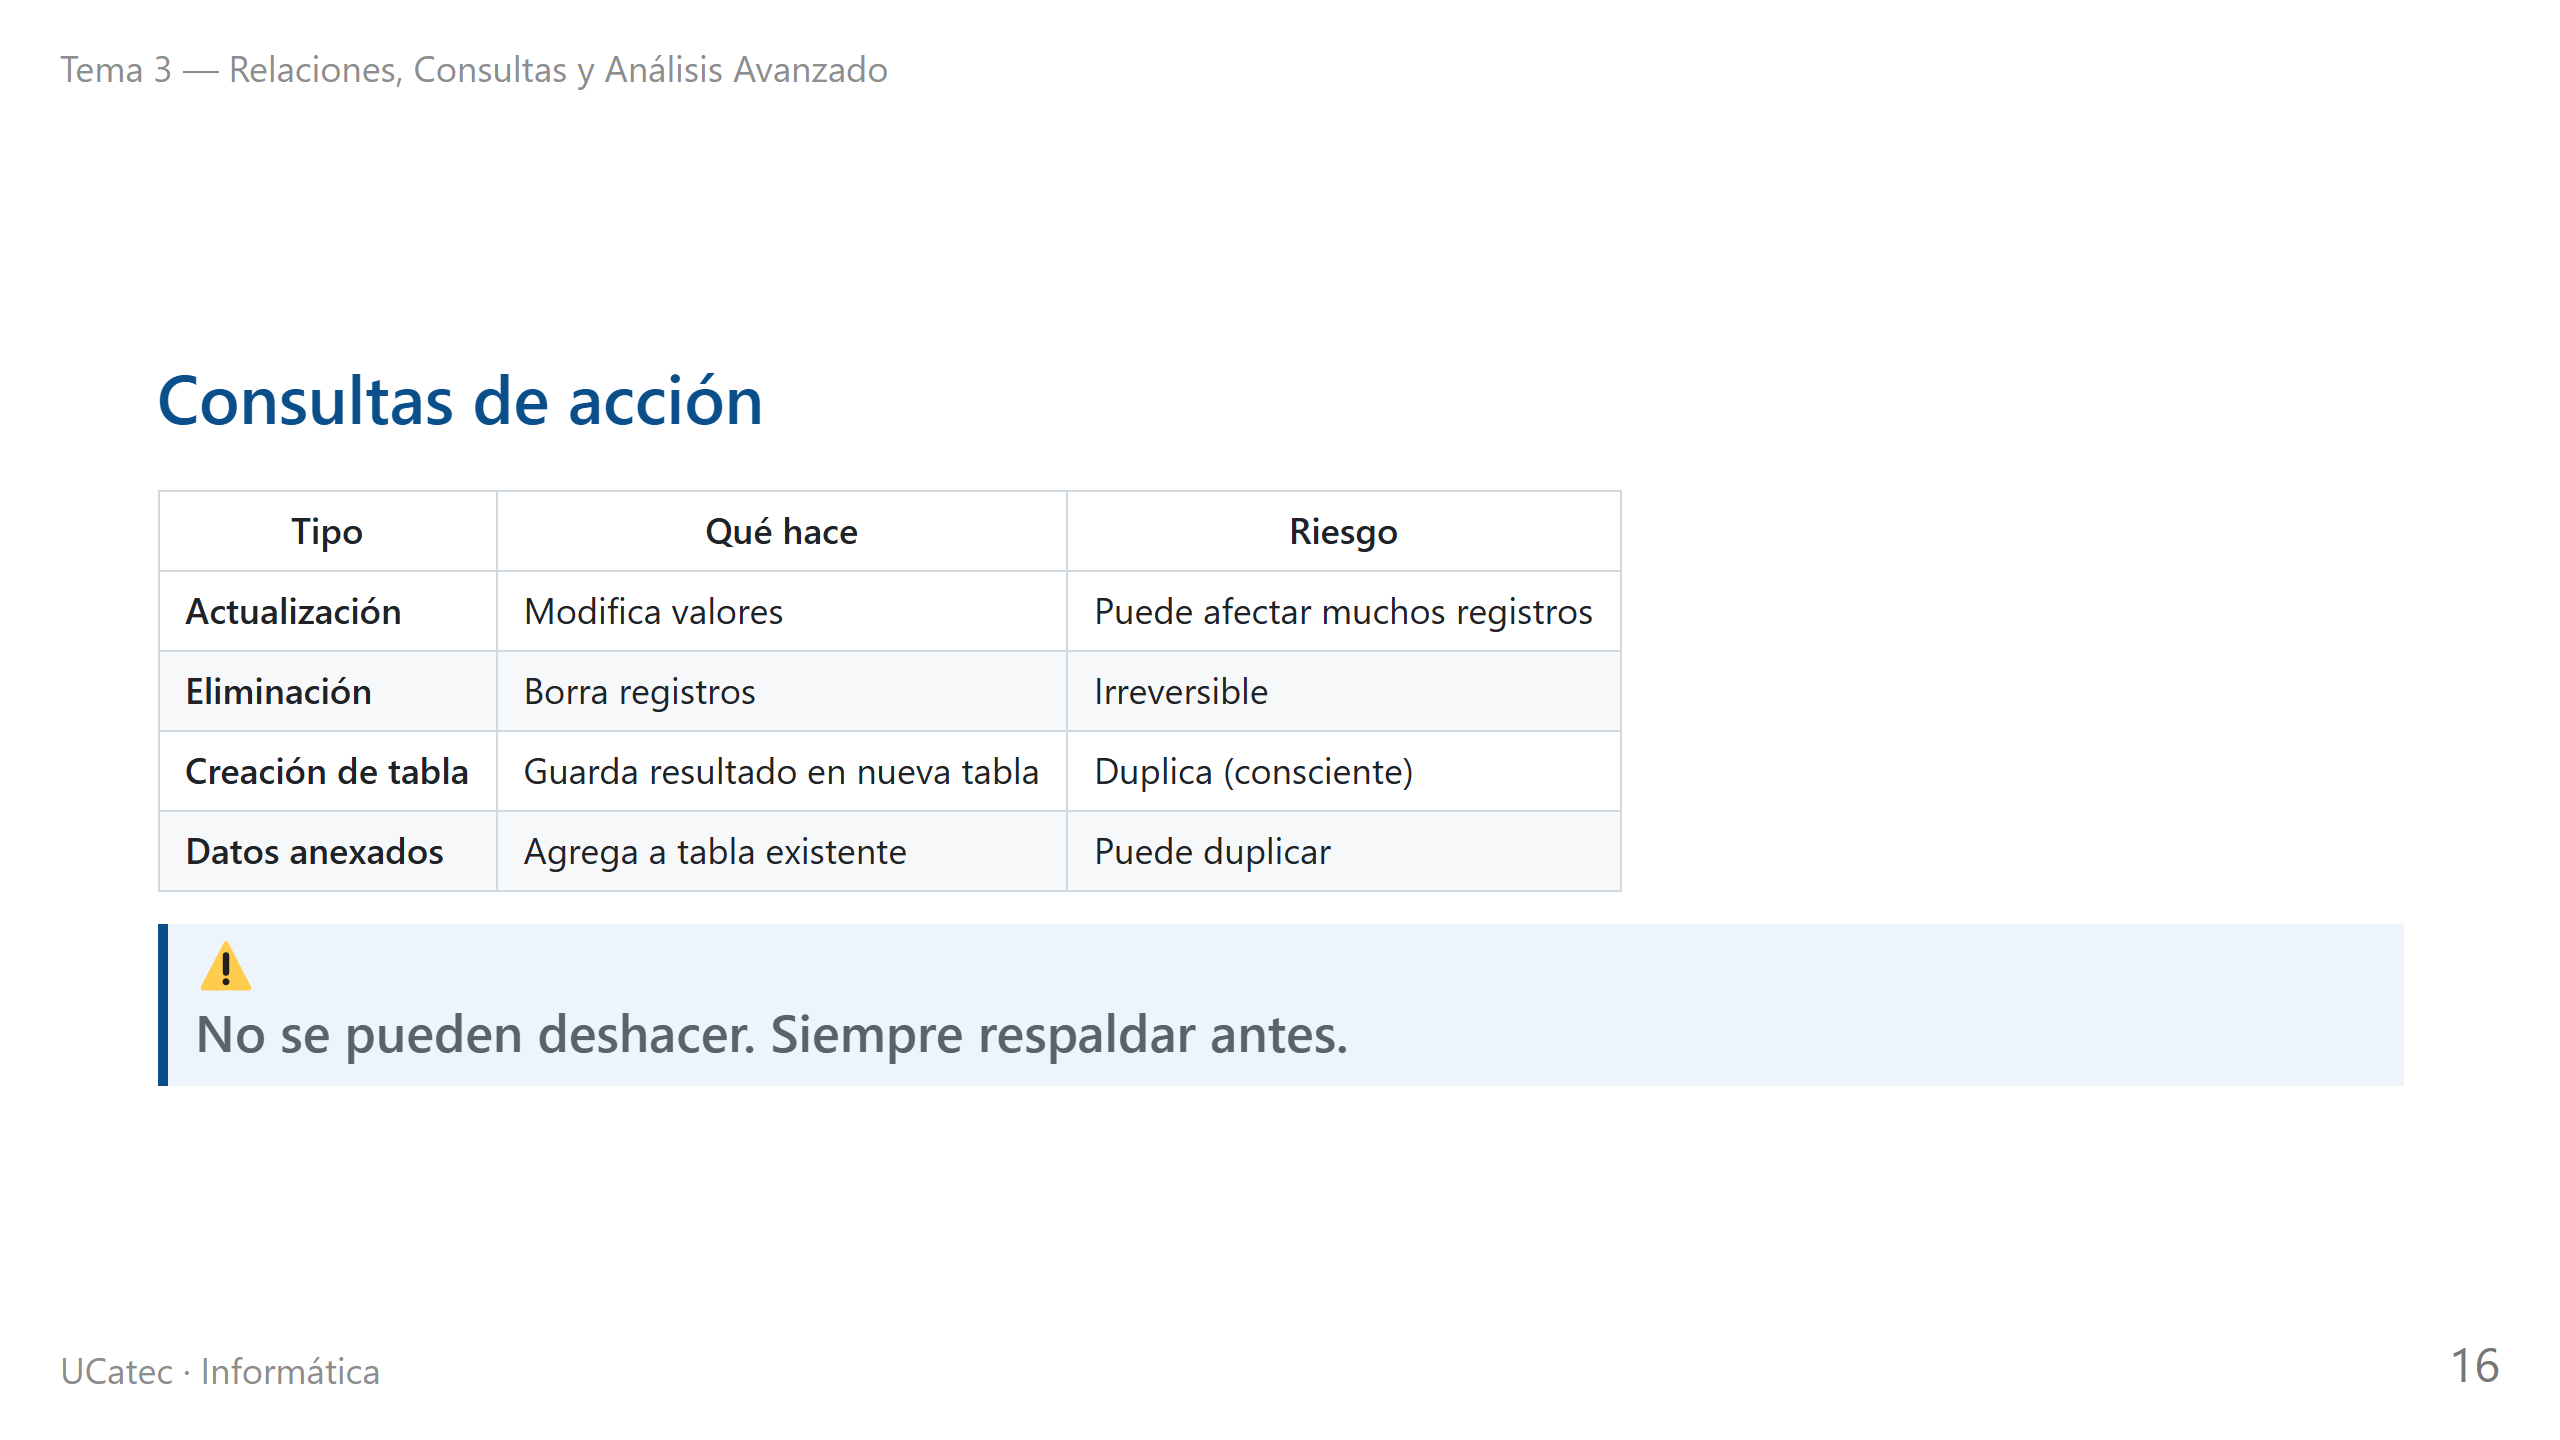 Tema 3 — Relaciones, Consultas y Análisis Avanzado
Consultas de acción
Tipo Qué hace Riesgo
Actualización Modifica valores Puede afectar muchos registros
Eliminación Borra registros Irreversible
Creación de tabla Guarda resultado en nueva tabla Duplica (consciente)
Datos anexados Agrega a tabla existente Puede duplicar
No se pueden deshacer. Siempre respaldar antes.
UCatec · Informática
16